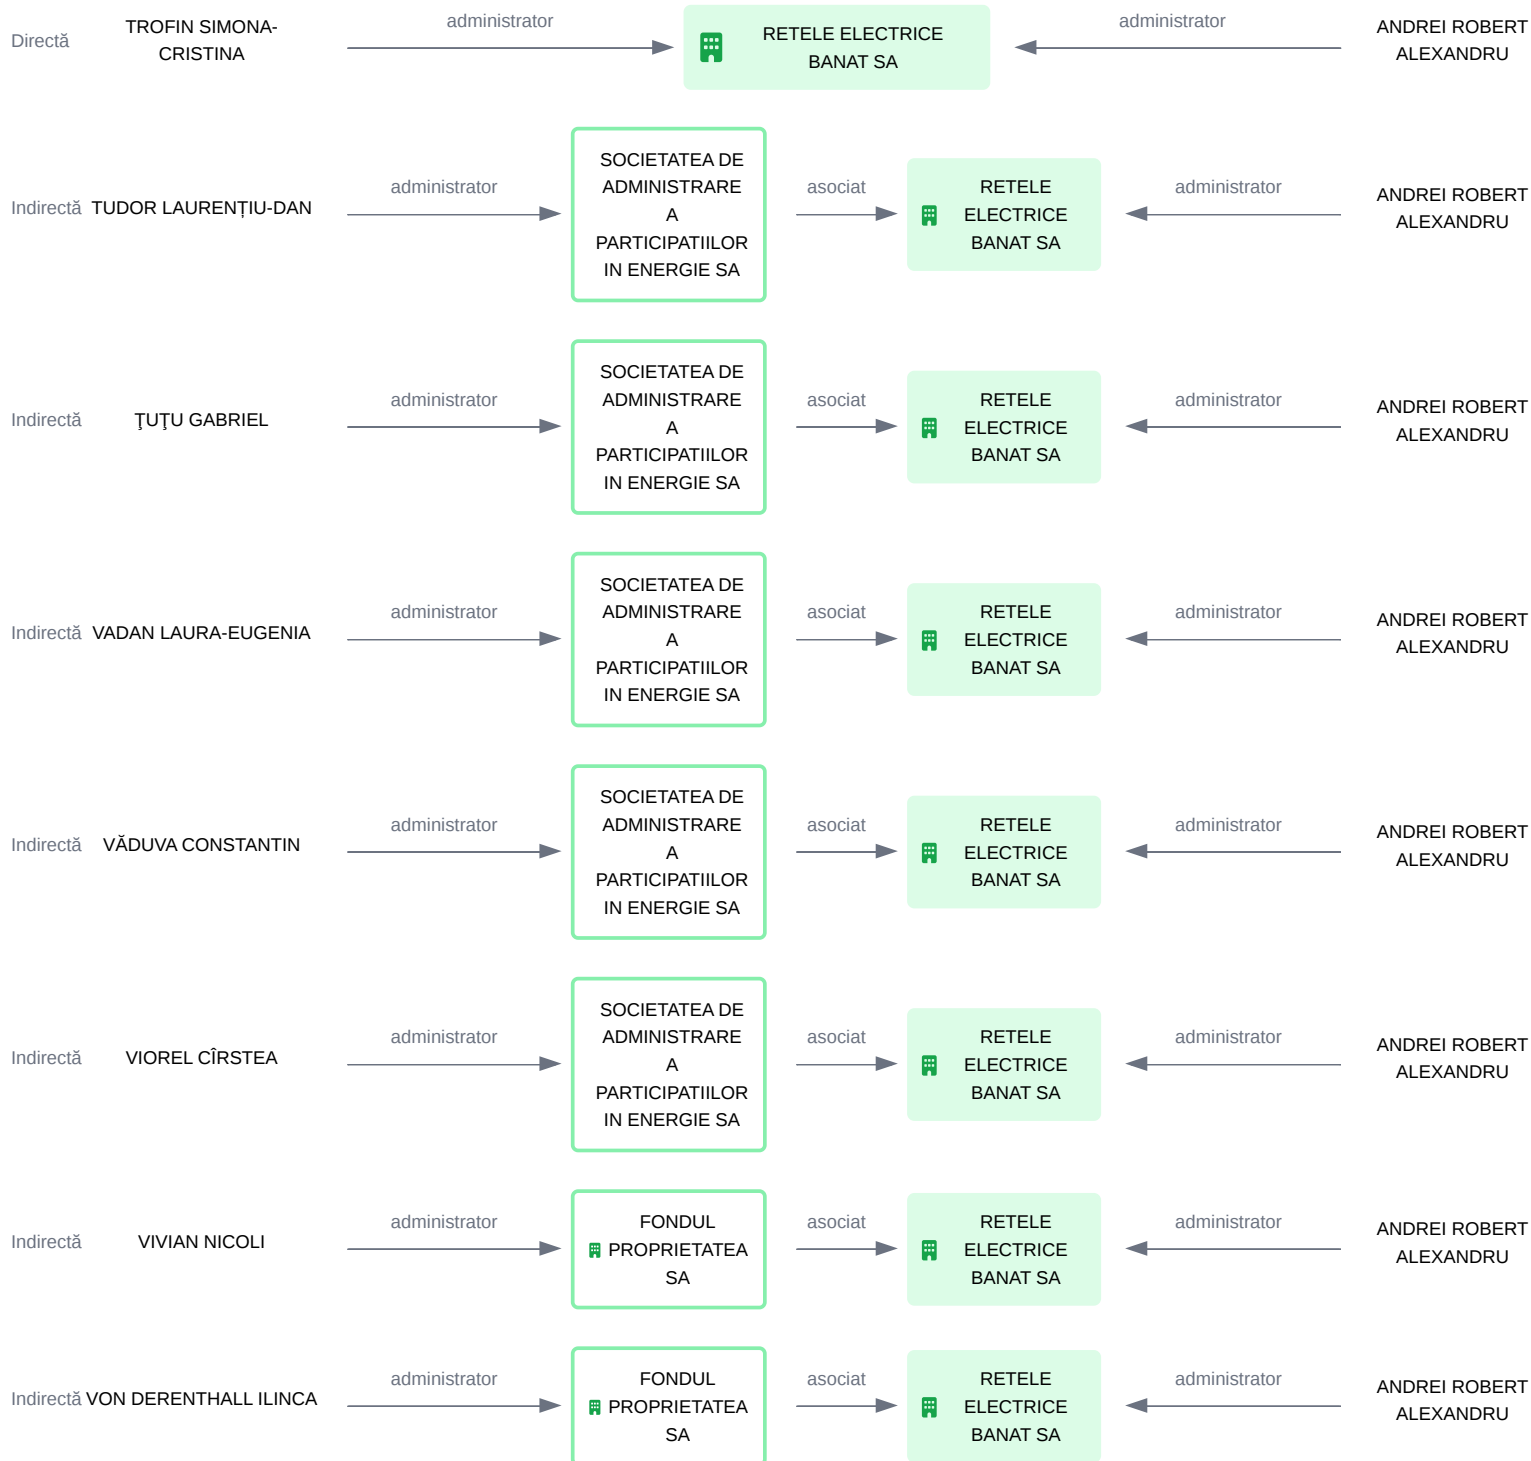 Directă
TROFIN SIMONA-
CRISTINA
administrator
RETELE ELECTRICE
BANAT SA
administrator
ANDREI ROBERT
ALEXANDRU
Indirectă
TUDOR LAURENȚIU-DAN
administrator
SOCIETATEA DE
ADMINISTRARE
A
PARTICIPATIILOR
IN ENERGIE SA
asociat
RETELE
ELECTRICE
BANAT SA
administrator
ANDREI ROBERT
ALEXANDRU
Indirectă
ŢUŢU GABRIEL
administrator
SOCIETATEA DE
ADMINISTRARE
A
PARTICIPATIILOR
IN ENERGIE SA
asociat
RETELE
ELECTRICE
BANAT SA
administrator
ANDREI ROBERT
ALEXANDRU
Indirectă
VADAN LAURA-EUGENIA
administrator
SOCIETATEA DE
ADMINISTRARE
A
PARTICIPATIILOR
IN ENERGIE SA
asociat
RETELE
ELECTRICE
BANAT SA
administrator
ANDREI ROBERT
ALEXANDRU
Indirectă
VĂDUVA CONSTANTIN
administrator
SOCIETATEA DE
ADMINISTRARE
A
PARTICIPATIILOR
IN ENERGIE SA
asociat
RETELE
ELECTRICE
BANAT SA
administrator
ANDREI ROBERT
ALEXANDRU
Indirectă
VIOREL CÎRSTEA
administrator
SOCIETATEA DE
ADMINISTRARE
A
PARTICIPATIILOR
IN ENERGIE SA
asociat
RETELE
ELECTRICE
BANAT SA
administrator
ANDREI ROBERT
ALEXANDRU
Indirectă
VIVIAN NICOLI
administrator
FONDUL
PROPRIETATEA
SA
asociat
RETELE
ELECTRICE
BANAT SA
administrator
ANDREI ROBERT
ALEXANDRU
Indirectă
VON DERENTHALL ILINCA
administrator
FONDUL
PROPRIETATEA
SA
asociat
RETELE
ELECTRICE
BANAT SA
administrator
ANDREI ROBERT
ALEXANDRU